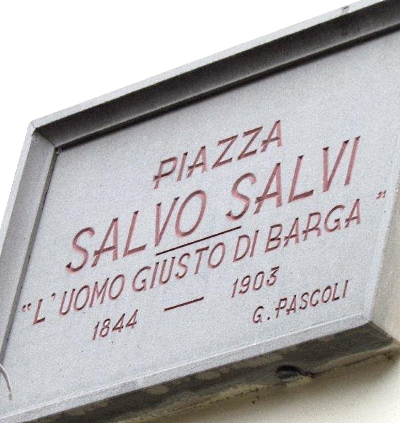 PIAZZA
SALVO SALVI
"L'UOMO GIUSTO DI BARGA"
1844 — 1903
G. PASCOLI